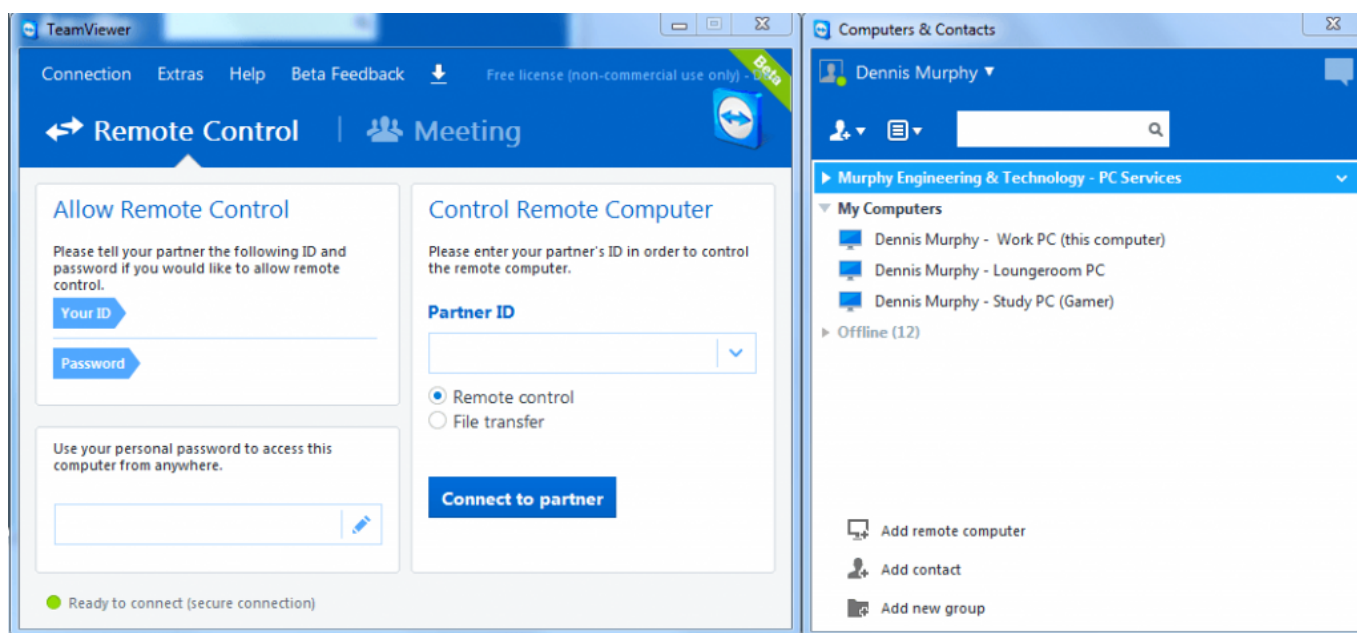 TeamViewer
Connection Extras Help Beta Feedback Free license (non-commercial use only) -
Beta
Remote Control | Meeting
Allow Remote Control
Please tell your partner the following ID and
password if you would like to allow remote
control.
Your ID
Password
Use your personal password to access this
computer from anywhere.
Control Remote Computer
Please enter your partner's ID in order to control
the remote computer.
Partner ID
Remote control
File transfer
Connect to partner
Ready to connect (secure connection)
Computers & Contacts
Dennis Murphy
Murphy Engineering & Technology - PC Services
My Computers
Dennis Murphy - Work PC (this computer)
Dennis Murphy - Loungeroom PC
Dennis Murphy - Study PC (Gamer)
Offline (12)
Add remote computer
Add contact
Add new group